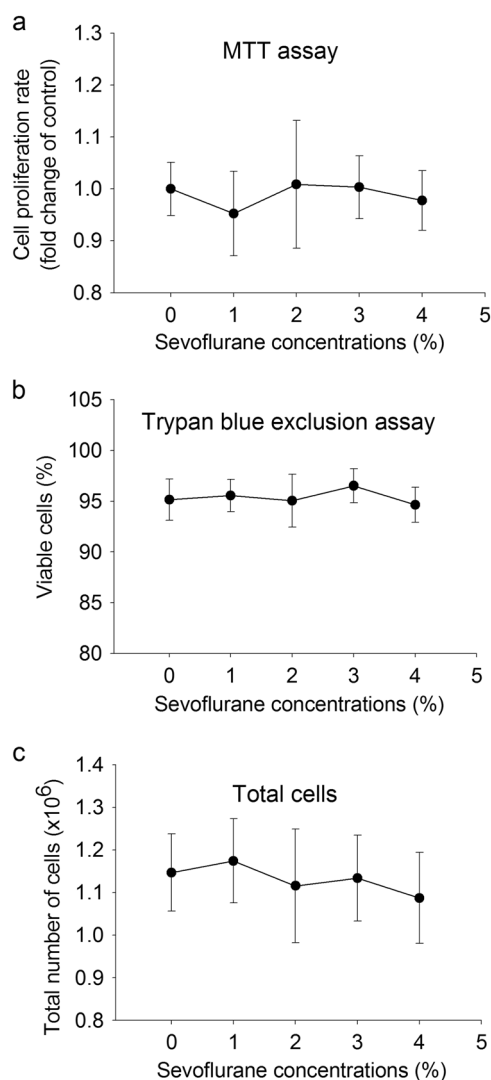 a
MTT assay
Cell proliferation rate
(fold change of control)
1.3
1.2
1.1
1.0
0.9
0.8
0 1 2 3 4 5
Sevoflurane concentrations (%)
b
Trypan blue exclusion assay
Viable cells (%)
105
100
95
90
85
80
0 1 2 3 4 5
Sevoflurane concentrations (%)
c
Total cells
Total number of cells (x10⁶)
1.4
1.3
1.2
1.1
1.0
0.9
0.8
0 1 2 3 4 5
Sevoflurane concentrations (%)